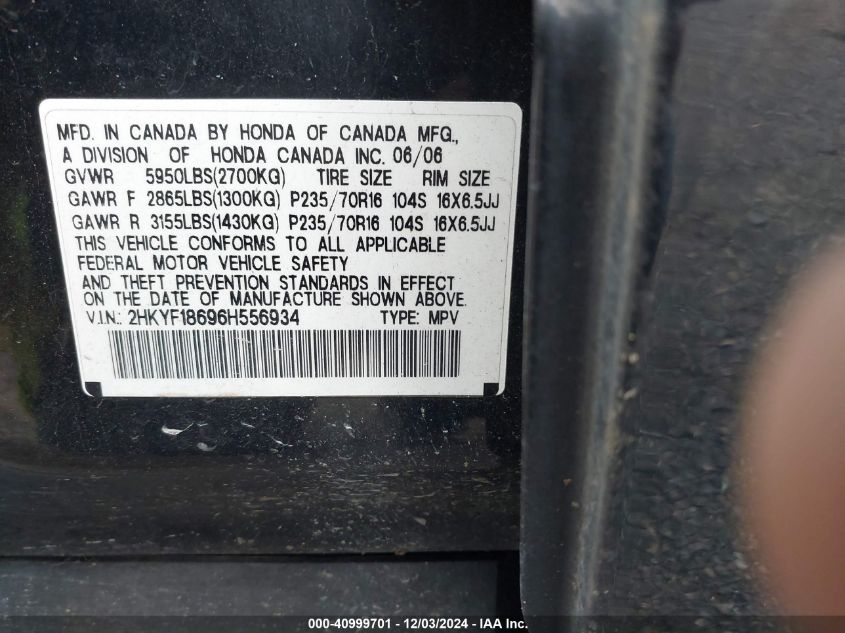 MFD. IN CANADA BY HONDA OF CANADA MFG.,
A DIVISION OF HONDA CANADA INC. 06/06
GVWR 5950LBS(2700KG) TIRE SIZE RIM SIZE
GAWR F 2865LBS(1300KG) P235/70R16 104S 16X6.5JJ
GAWR R 3155LBS(1430KG) P235/70R16 104S 16X6.5JJ
THIS VEHICLE CONFORMS TO ALL APPLICABLE
FEDERAL MOTOR VEHICLE SAFETY
AND THEFT PREVENTION STANDARDS IN EFFECT
ON THE DATE OF MANUFACTURE SHOWN ABOVE.
V.I.N.: 2HKYF18696H556934 TYPE: MPV
000-40999701 - 12/03/2024 - IAA Inc.